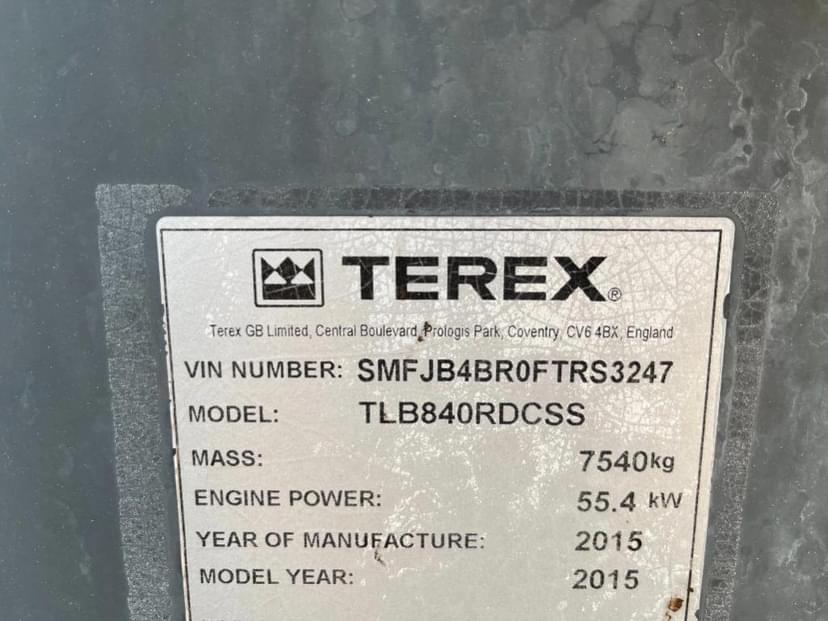 TEREX®
Terex GB Limited, Central Boulevard, Prologis Park, Coventry, CV6 4BX, England
VIN NUMBER: SMFJB4BR0FTRS3247
MODEL: TLB840RDCSS
MASS: 7540kg
ENGINE POWER: 55.4 kW
YEAR OF MANUFACTURE: 2015
MODEL YEAR: 2015